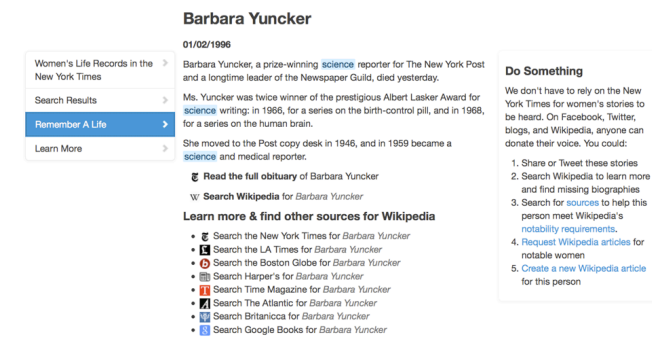 Barbara Yuncker
01/02/1996
Women's Life Records in the
New York Times
Search Results
Remember A Life
Learn More
Barbara Yuncker, a prize-winning science reporter for The New York Post
and a longtime leader of the Newspaper Guild, died yesterday.
Ms. Yuncker was twice winner of the prestigious Albert Lasker Award for
science writing: in 1966, for a series on the birth-control pill, and in 1968,
for a series on the human brain.
She moved to the Post copy desk in 1946, and in 1959 became a
science and medical reporter.
Read the full obituary of Barbara Yuncker
W Search Wikipedia for Barbara Yuncker
Learn more & find other sources for Wikipedia
Search the New York Times for Barbara Yuncker
Search the LA Times for Barbara Yuncker
Search the Boston Globe for Barbara Yuncker
Search Harper's for Barbara Yuncker
Search Time Magazine for Barbara Yuncker
Search The Atlantic for Barbara Yuncker
Search Britanicca for Barbara Yuncker
Search Google Books for Barbara Yuncker
Do Something
We don't have to rely on the New
York Times for women's stories to
be heard. On Facebook, Twitter,
blogs, and Wikipedia, anyone can
donate their voice. You could:
1. Share or Tweet these stories
2. Search Wikipedia to learn more
and find missing biographies
3. Search for sources to help this
person meet Wikipedia's
notability requirements.
4. Request Wikipedia articles for
notable women
5. Create a new Wikipedia article
for this person